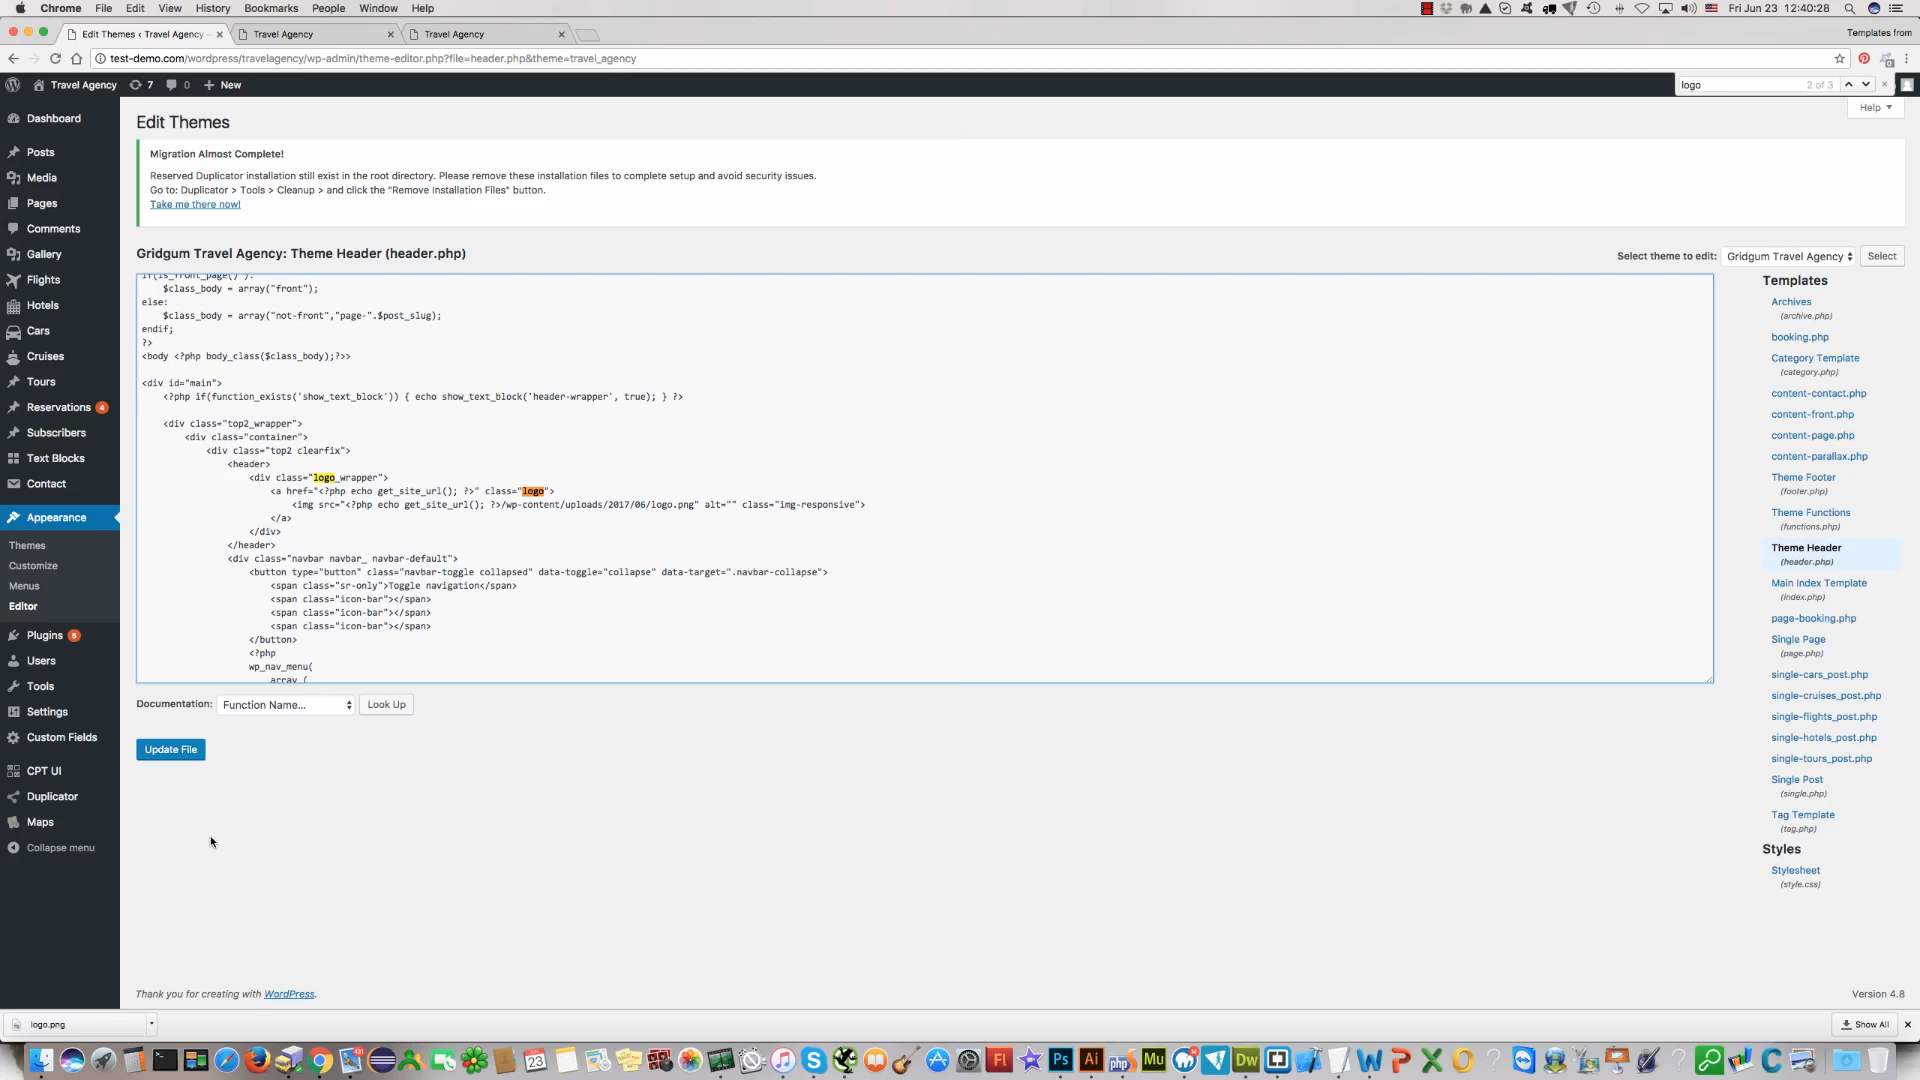 Chrome File Edit View History Bookmarks People Window Help Fri Jun 23 12:40:28
Edit Themes ‹ Travel Agency
Travel Agency
Travel Agency
Templates from
test-demo.com/wordpress/travelagency/wp-admin/theme-editor.php?file=header.php&theme=travel_agency
Travel Agency 7 0 + New
logo 2 of 3
Help
Dashboard
Posts
Media
Pages
Comments
Gallery
Flights
Hotels
Cars
Cruises
Tours
Reservations 4
Subscribers
Text Blocks
Contact
Appearance
Themes
Customize
Menus
Editor
Plugins 5
Users
Tools
Settings
Custom Fields
CPT UI
Duplicator
Maps
Collapse menu
Edit Themes
Migration Almost Complete!
Reserved Duplicator installation still exist in the root directory. Please remove these installation files to complete setup and avoid security issues.
Go to: Duplicator > Tools > Cleanup > and click the "Remove Installation Files" button.
Take me there now!
Gridgum Travel Agency: Theme Header (header.php)
Select theme to edit: Gridgum Travel Agency Select
if(is_front_page() ):
$class_body = array("front");
else:
$class_body = array("not-front","page-".$post_slug);
endif;
?>
<body <?php body_class($class_body);?>>
<div id="main">
<?php if(function_exists('show_text_block')) { echo show_text_block('header-wrapper', true); } ?>
<div class="top2_wrapper">
<div class="container">
<div class="top2 clearfix">
<header>
<div class="logo_wrapper">
<a href="<?php echo get_site_url(); ?>" class="logo">
<img src="<?php echo get_site_url(); ?>/wp-content/uploads/2017/06/logo.png" alt="" class="img-responsive">
</a>
</div>
</header>
<div class="navbar navbar_ navbar-default">
<button type="button" class="navbar-toggle collapsed" data-toggle="collapse" data-target=".navbar-collapse">
<span class="sr-only">Toggle navigation</span>
<span class="icon-bar"></span>
<span class="icon-bar"></span>
<span class="icon-bar"></span>
</button>
<?php
wp_nav_menu(
array (
Documentation: Function Name... Look Up
Update File
Templates
Archives
(archive.php)
booking.php
Category Template
(category.php)
content-contact.php
content-front.php
content-page.php
content-parallax.php
Theme Footer
(footer.php)
Theme Functions
(functions.php)
Theme Header
(header.php)
Main Index Template
(index.php)
page-booking.php
Single Page
(page.php)
single-cars_post.php
single-cruises_post.php
single-flights_post.php
single-hotels_post.php
single-tours_post.php
Single Post
(single.php)
Tag Template
(tag.php)
Styles
Stylesheet
(style.css)
Thank you for creating with WordPress.
Version 4.8
logo.png
Show All
23
Fl
Ps
Ai
php
Mu
Dw